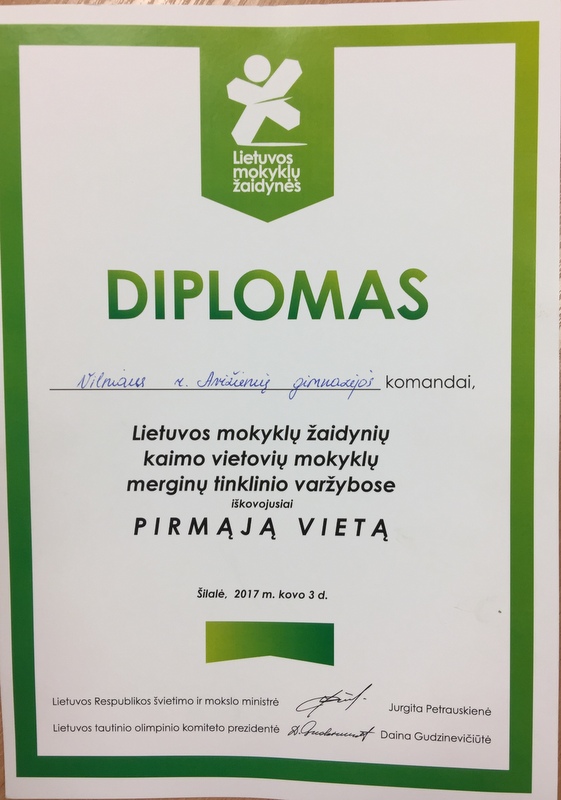 Lietuvos
mokyklų
žaidynės
DIPLOMAS
Vilniaus r. Avižienių gimnazijos komandai,
Lietuvos mokyklų žaidynių
kaimo vietovių mokyklų
merginų tinklinio varžybose
iškovojusiai
PIRMĄJĄ VIETĄ
Šilalė, 2017 m. kovo 3 d.
Lietuvos Respublikos švietimo ir mokslo ministrė Jurgita Petrauskienė
Lietuvos tautinio olimpinio komiteto prezidentė D. Gudzinevičiūtė Daina Gudzinevičiūtė